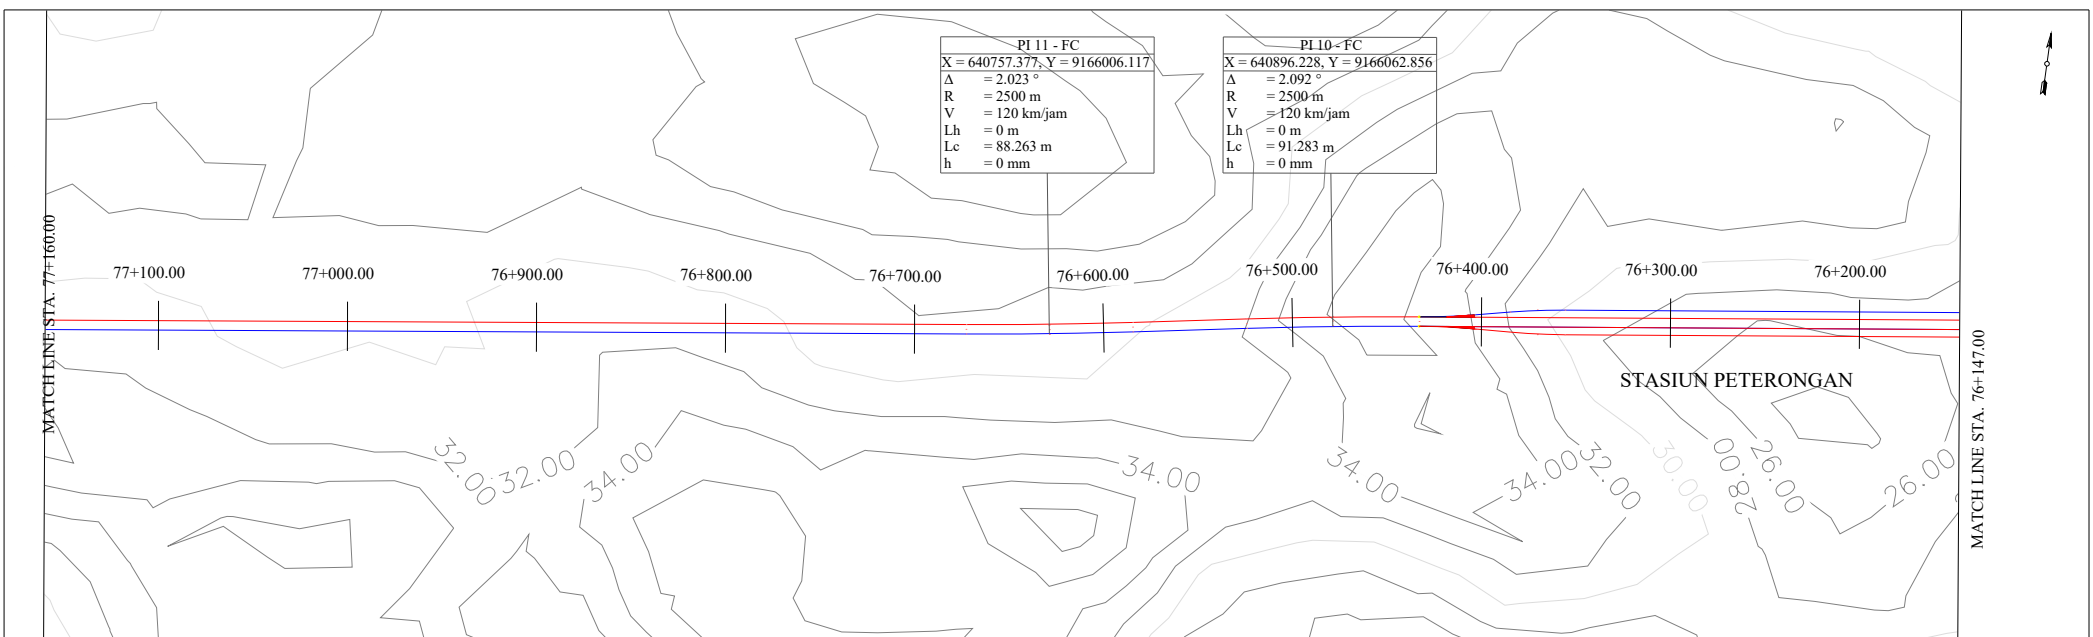 PI 11 - FC
X = 640757.377, Y = 9166006.117
Δ = 2.023 °
R = 2500 m
V = 120 km/jam
Lh = 0 m
Lc = 88.263 m
h = 0 mm
PI 10 - FC
X = 640896.228, Y = 9166062.856
Δ = 2.092 °
R = 2500 m
V = 120 km/jam
Lh = 0 m
Lc = 91.283 m
h = 0 mm
MATCH LINE STA. 77+160.00
77+100.00
77+000.00
76+900.00
76+800.00
76+700.00
76+600.00
76+500.00
76+400.00
76+300.00
76+200.00
MATCH LINE STA. 76+147.00
STASIUN PETERONGAN
32.00
32.00
34.00
34.00
34.00
34.00
32.00
30.00
28.00
26.00
26.00